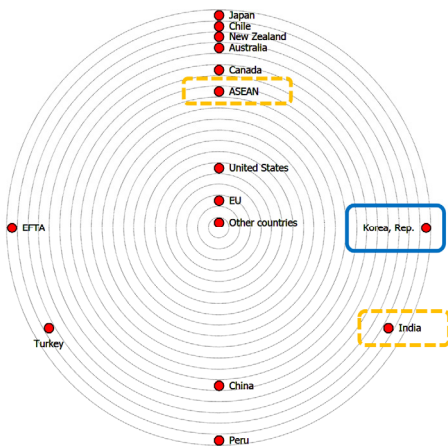 Japan
Chile
New Zealand
Australia
Canada
ASEAN
United States
EU
Other countries
EFTA
Korea, Rep.
India
Turkey
China
Peru